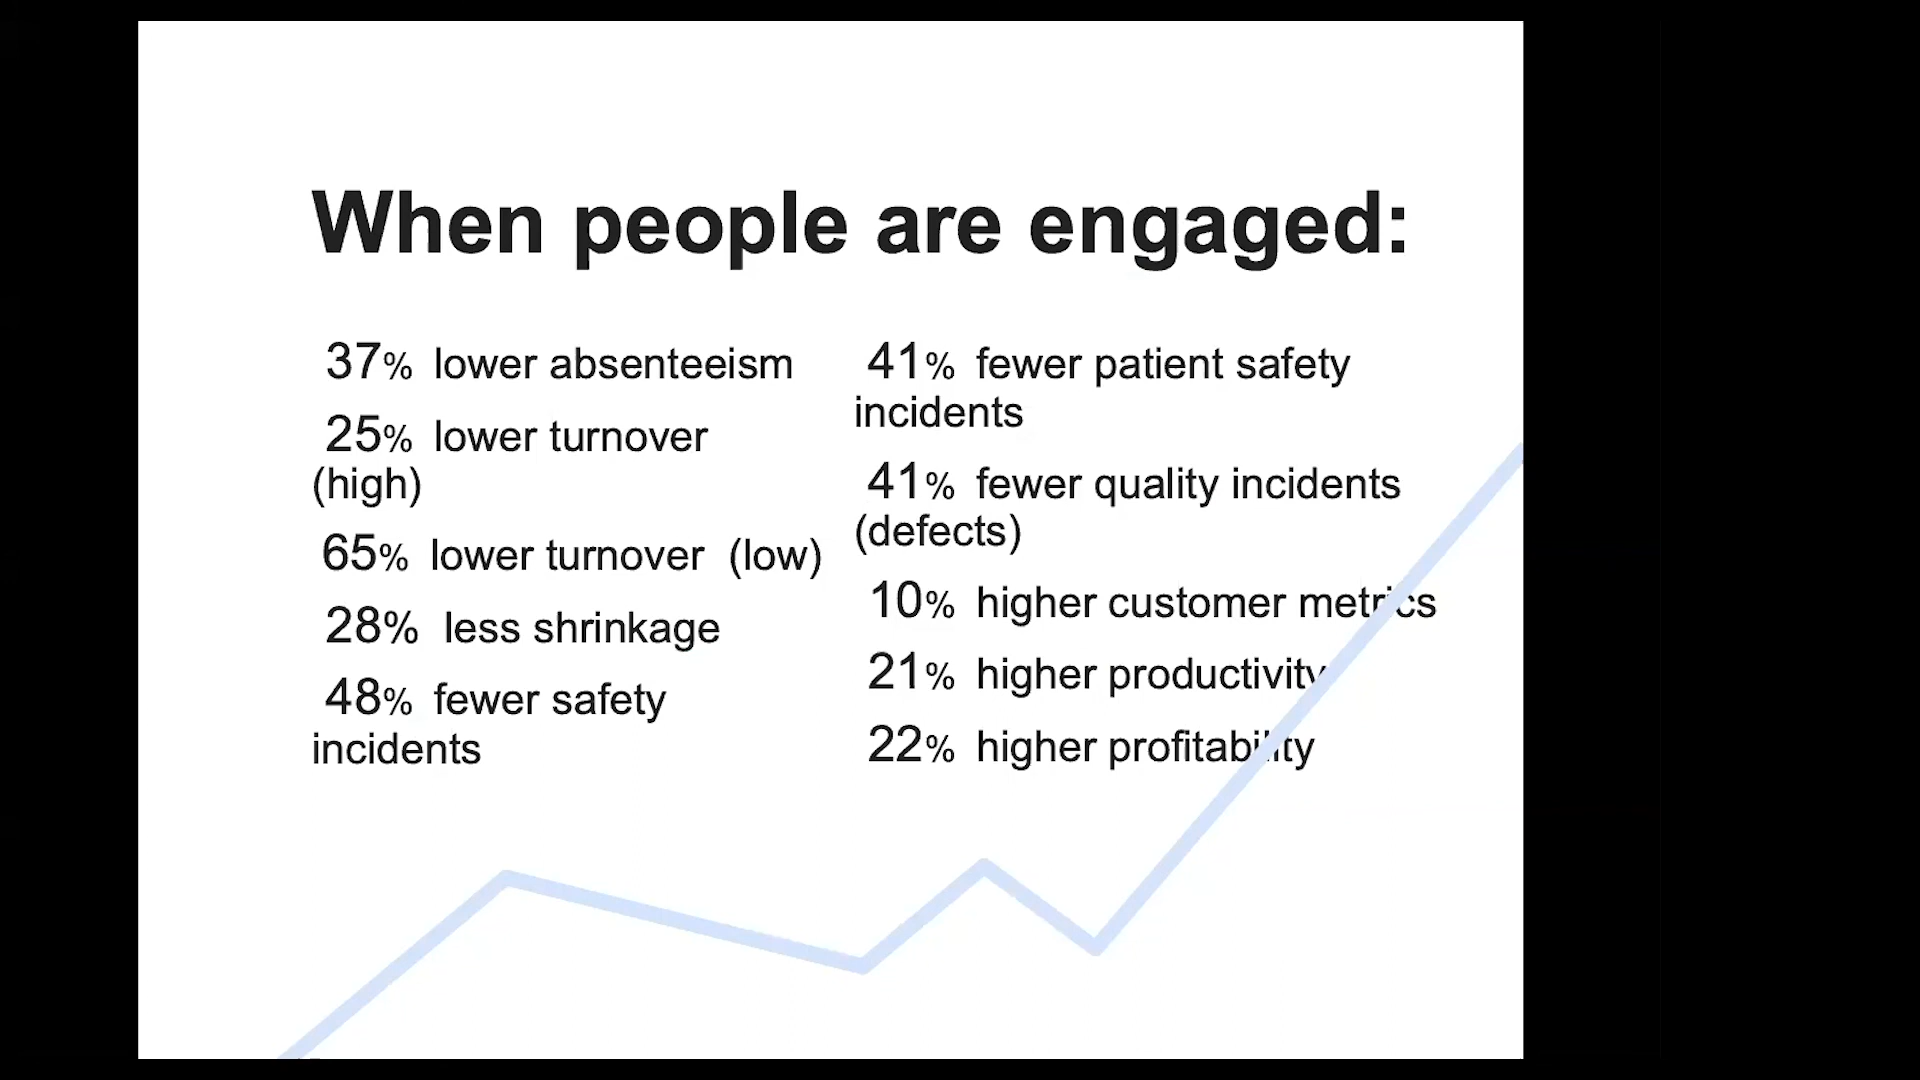 When people are engaged:
37% lower absenteeism
25% lower turnover
(high)
65% lower turnover (low)
28% less shrinkage
48% fewer safety
incidents
41% fewer patient safety
incidents
41% fewer quality incidents
(defects)
10% higher customer metrics
21% higher productivity
22% higher profitability